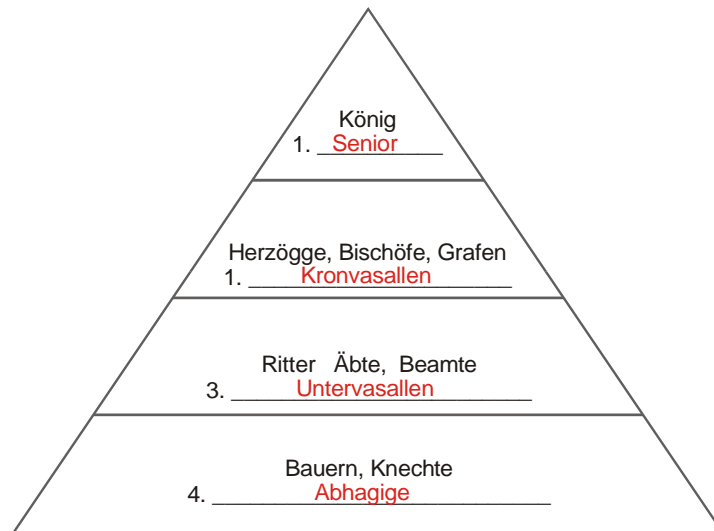 König
1. Senior
Herzögge, Bischöfe, Grafen
1. Kronvasallen
Ritter Äbte, Beamte
3. Untervasallen
Bauern, Knechte
4. Abhagige